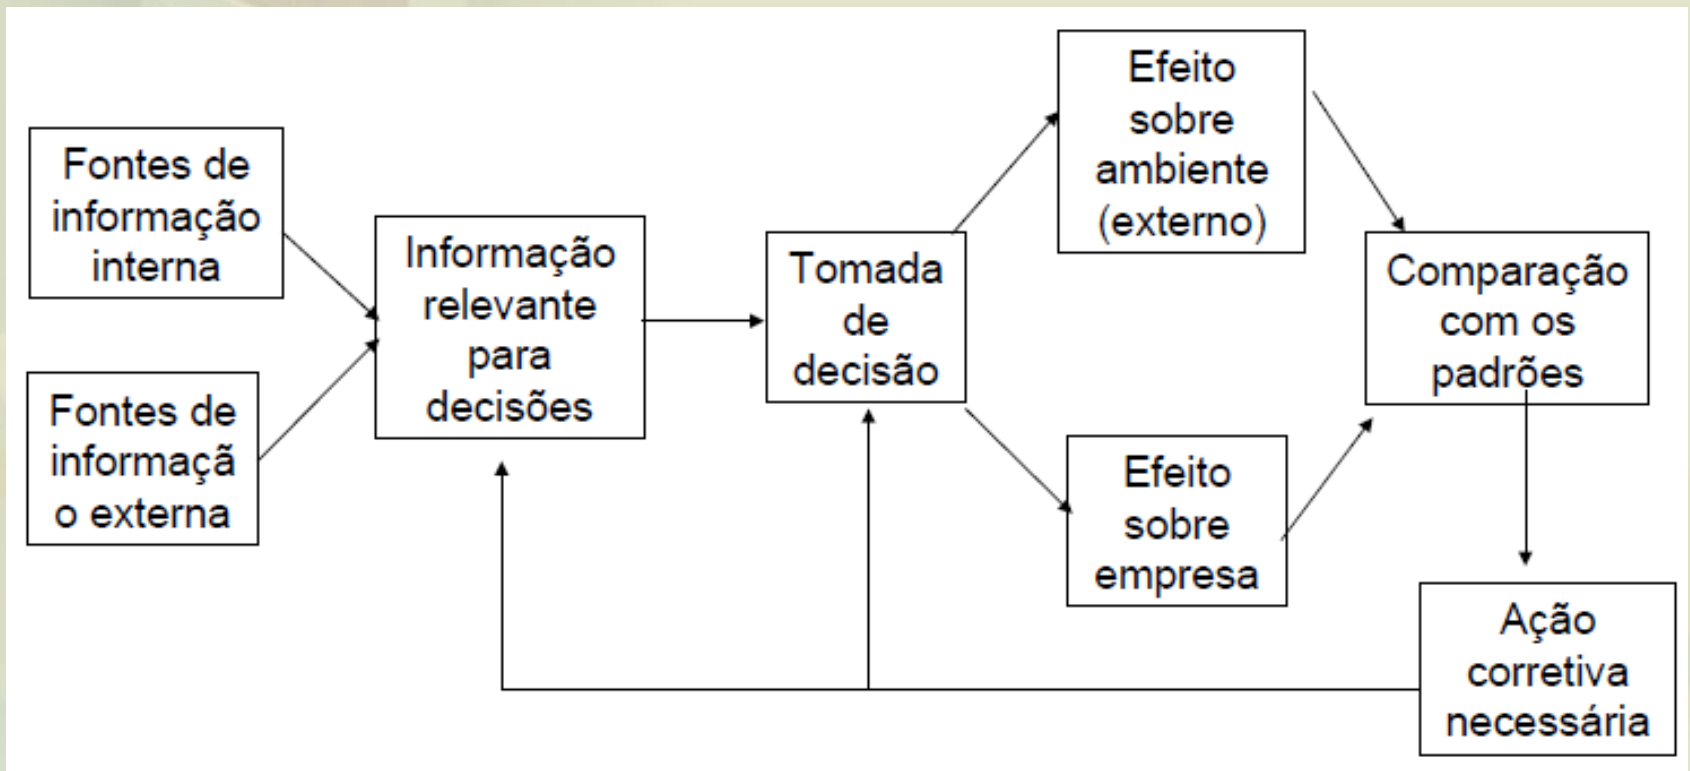 Fontes de
informação
interna
Fontes de
informaçã
o externa
Informação
relevante
para
decisões
Tomada
de
decisão
Efeito
sobre
ambiente
(externo)
Efeito
sobre
empresa
Comparação
com os
padrões
Ação
corretiva
necessária